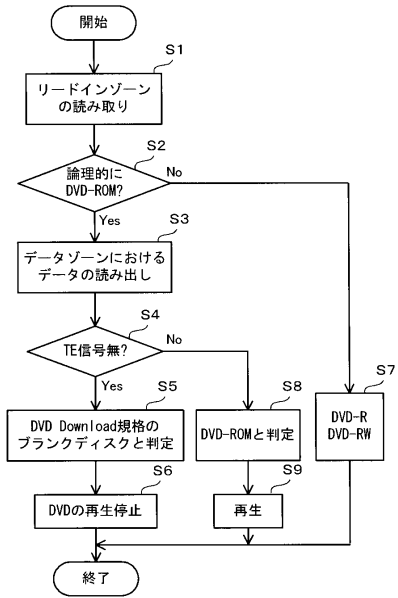 開始
S1
リードインゾーン
の読み取り
S2
論理的に
DVD-ROM?
No
Yes
S3
データゾーンにおける
データの読み出し
S4
TE信号無?
No
Yes
S5
DVD Download規格の
ブランクディスクと判定
S8
DVD-ROMと判定
S7
DVD-R
DVD-RW
S6
DVDの再生停止
S9
再生
終了